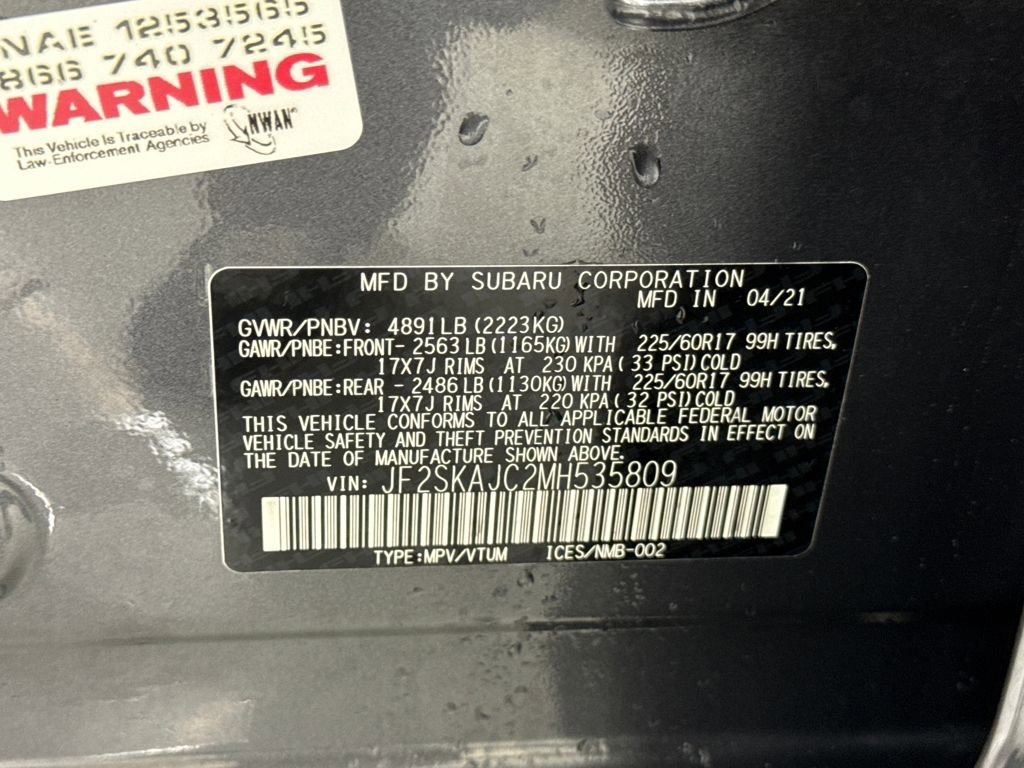 NAE 1253565
866 740 7245
WARNING
This Vehicle Is Traceable by
Law-Enforcement Agencies
NWAN
MFD BY SUBARU CORPORATION
MFD IN 04/21
GVWR/PNBV: 4891LB(2223KG)
GAWR/PNBE:FRONT- 2563LB(1165KG)WITH 225/60R17 99H TIRES,
17X7J RIMS AT 230 KPA(33 PSI)COLD
GAWR/PNBE:REAR - 2486LB(1130KG)WITH 225/60R17 99H TIRES,
17X7J RIMS AT 220 KPA(32 PSI)COLD
THIS VEHICLE CONFORMS TO ALL APPLICABLE FEDERAL MOTOR
VEHICLE SAFETY AND THEFT PREVENTION STANDARDS IN EFFECT ON
THE DATE OF MANUFACTURE SHOWN ABOVE.
VIN: JF2SKAJC2MH535809
TYPE:MPV/VTUM ICES/NMB-002